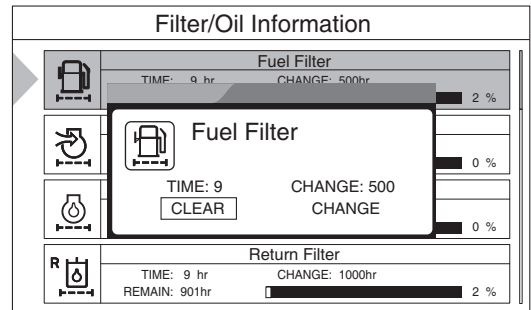 Filter/Oil Information
Fuel Filter
TIME: 9 hr CHANGE: 500hr
2 %
Fuel Filter
0 %
TIME: 9 CHANGE: 500
CLEAR CHANGE
0 %
Return Filter
R
TIME: 9 hr CHANGE: 1000hr
REMAIN: 901hr
2 %